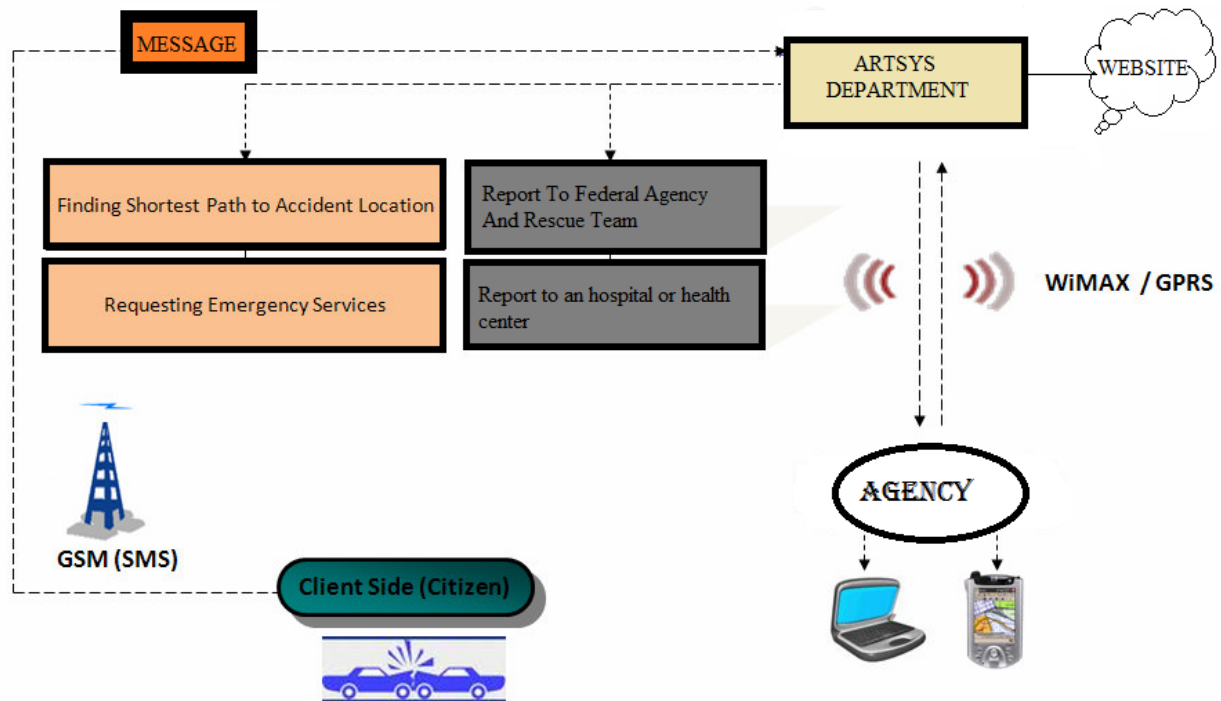 MESSAGE
ARTSYS
DEPARTMENT
WEBSITE
Finding Shortest Path to Accident Location
Report To Federal Agency
And Rescue Team
Requesting Emergency Services
Report to an hospital or health
center
WiMAX / GPRS
GSM (SMS)
AGENCY
Client Side (Citizen)